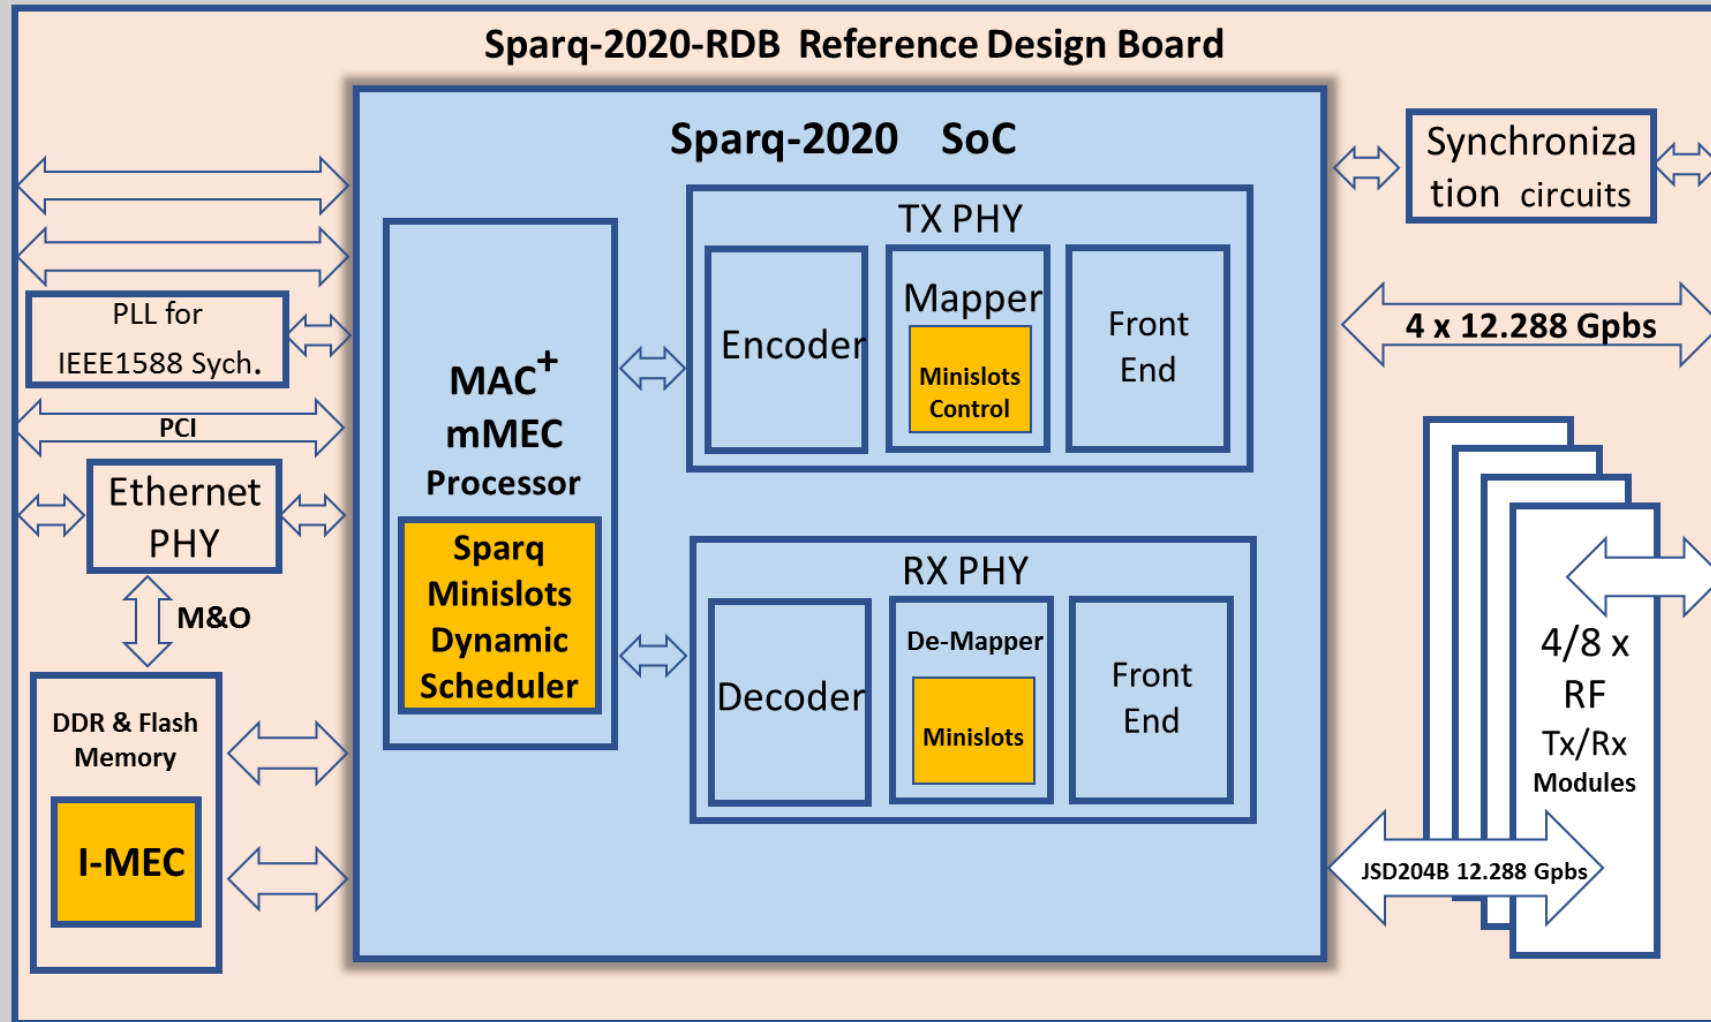 Sparq-2020-RDB Reference Design Board
Sparq-2020 SoC
PLL for
IEEE1588 Sych.
PCI
Ethernet
PHY
M&O
DDR & Flash
Memory
I-MEC
MAC+
mMEC
Processor
Sparq
Minislots
Dynamic
Scheduler
TX PHY
Encoder
Mapper
Minislots
Control
Front
End
RX PHY
Decoder
De-Mapper
Minislots
Front
End
Synchroniza
tion circuits
4 x 12.288 Gpbs
4/8 x
RF
Tx/Rx
Modules
JSD204B 12.288 Gpbs